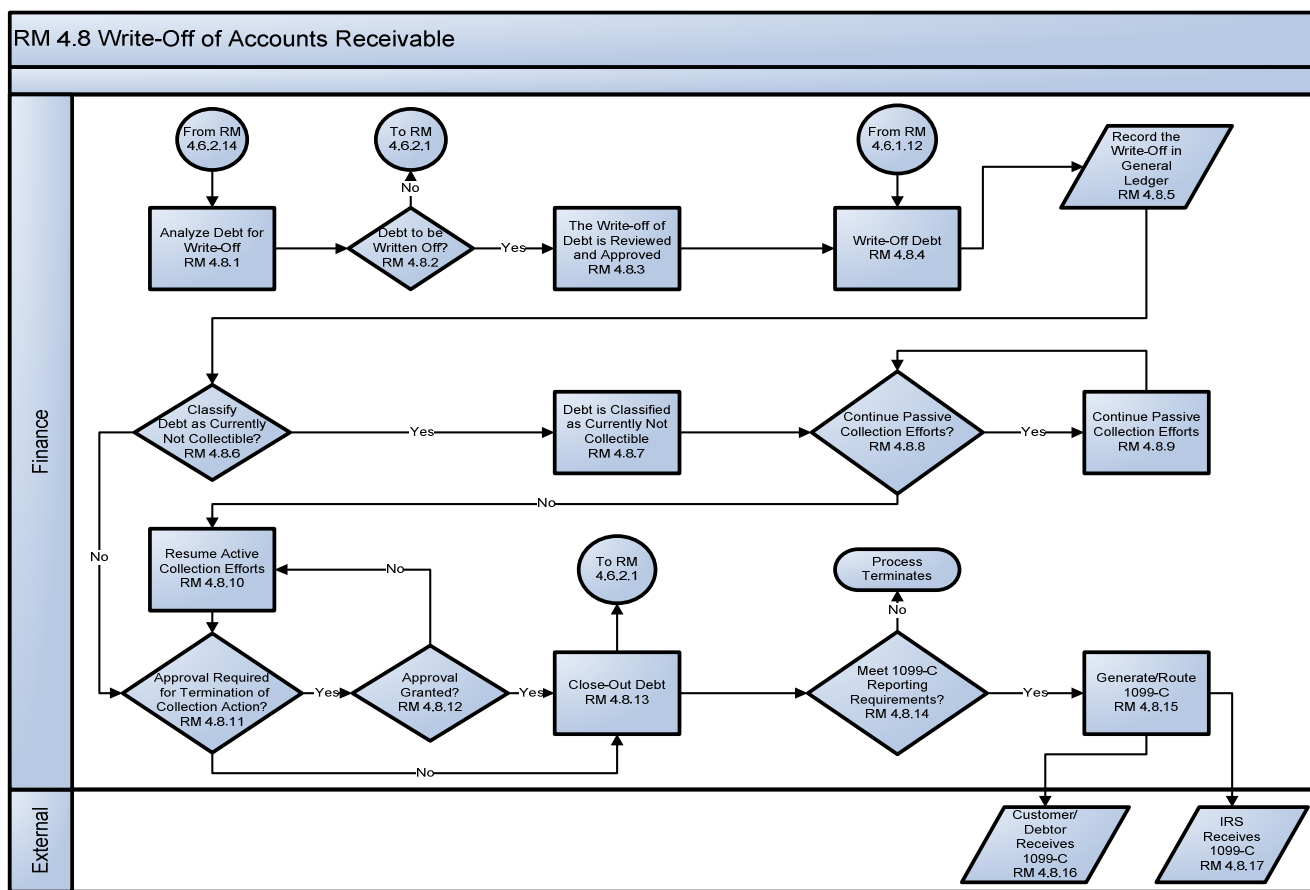 RM 4.8 Write-Off of Accounts Receivable
Finance
From RM
4.6.2.14
To RM
4.6.2.1
From RM
4.6.1.12
Record the
Write-Off in
General
Ledger
RM 4.8.5
No
Analyze Debt for
Write-Off
RM 4.8.1
Debt to be
Written Off?
RM 4.8.2
Yes
The Write-off of
Debt is Reviewed
and Approved
RM 4.8.3
Write-Off Debt
RM 4.8.4
Classify
Debt as Currently
Not Collectible?
RM 4.8.6
Yes
Debt is Classified
as Currently Not
Collectible
RM 4.8.7
Continue Passive
Collection Efforts?
RM 4.8.8
Yes
Continue Passive
Collection Efforts
RM 4.8.9
No
No
Resume Active
Collection Efforts
RM 4.8.10
No
To RM
4.6.2.1
Process
Terminates
No
Approval Required
for Termination of
Collection Action?
RM 4.8.11
Yes
Approval
Granted?
RM 4.8.12
Yes
Close-Out Debt
RM 4.8.13
Meet 1099-C
Reporting
Requirements?
RM 4.8.14
Yes
Generate/Route
1099-C
RM 4.8.15
No
External
Customer/
Debtor
Receives
1099-C
RM 4.8.16
IRS
Receives
1099-C
RM 4.8.17